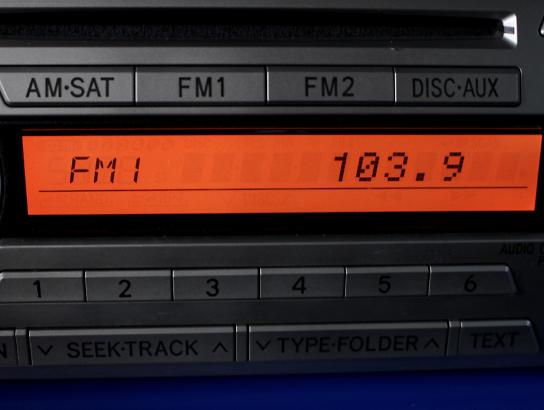 AM·SAT FM1 FM2 DISC·AUX
FM1 103.9
AUDIO
1 2 3 4 5 6
SEEK·TRACK TYPE·FOLDER TEXT